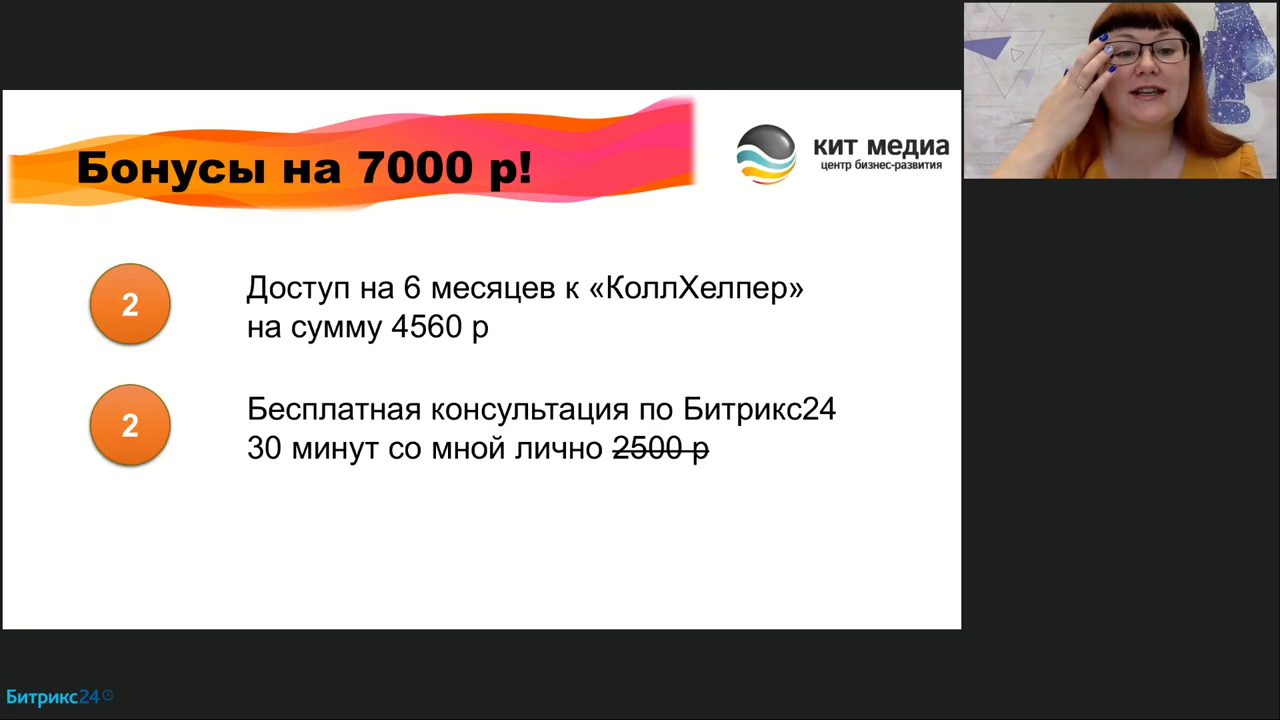 Бонусы на 7000 р!
КИТ МЕДИА
центр бизнес-развития
2
Доступ на 6 месяцев к «КоллХелпер»
на сумму 4560 р
2
Бесплатная консультация по Битрикс24
30 минут со мной лично 2500 р
Битрикс24